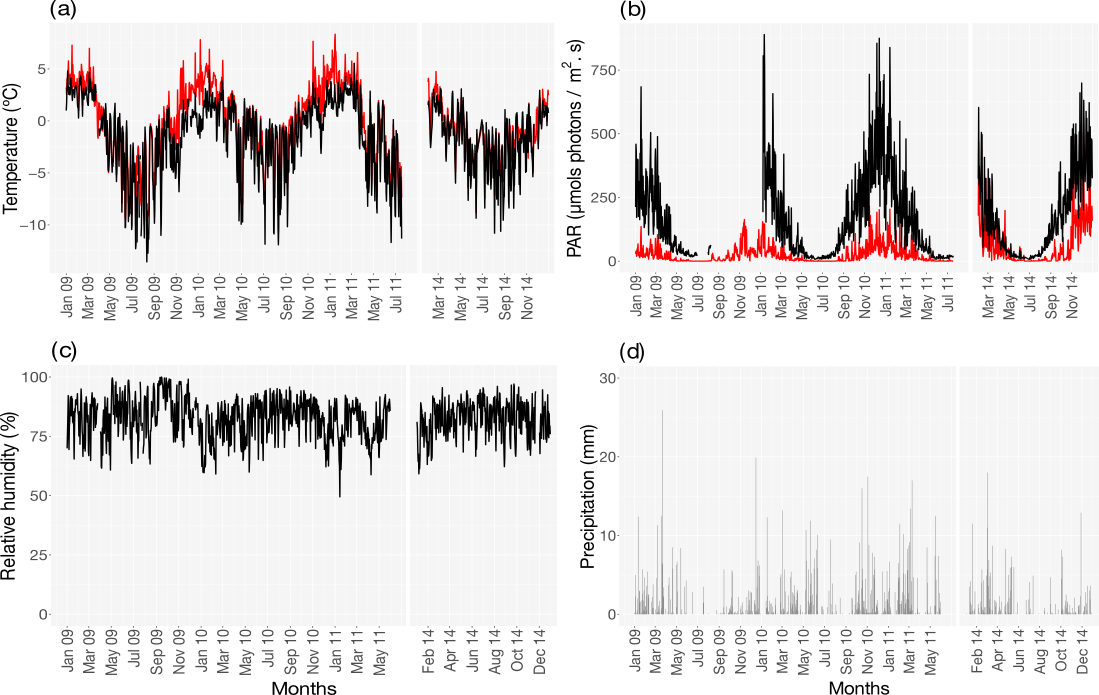 (a)
Temperature (°C)
5
0
−5
−10
Jan 09
Mar 09
May 09
Jul 09
Sep 09
Nov 09
Jan 10
Mar 10
May 10
Jul 10
Sep 10
Nov 10
Jan 11
Mar 11
May 11
Jul 11
Mar 14
May 14
Jul 14
Sep 14
Nov 14
(b)
PAR (µmols photons / m². s)
750
500
250
0
Jan 09
Mar 09
May 09
Jul 09
Sep 09
Nov 09
Jan 10
Mar 10
May 10
Jul 10
Sep 10
Nov 10
Jan 11
Mar 11
May 11
Jul 11
Mar 14
May 14
Jul 14
Sep 14
Nov 14
(c)
Relative humidity (%)
100
75
50
25
0
Jan 09
Mar 09
May 09
Jul 09
Sep 09
Nov 09
Jan 10
Mar 10
May 10
Jul 10
Sep 10
Nov 10
Jan 11
Mar 11
May 11
Feb 14
Apr 14
Jun 14
Aug 14
Oct 14
Dec 14
Months
(d)
Precipitation (mm)
30
20
10
0
Jan 09
Mar 09
May 09
Jul 09
Sep 09
Nov 09
Jan 10
Mar 10
May 10
Jul 10
Sep 10
Nov 10
Jan 11
Mar 11
May 11
Feb 14
Apr 14
Jun 14
Aug 14
Oct 14
Dec 14
Months